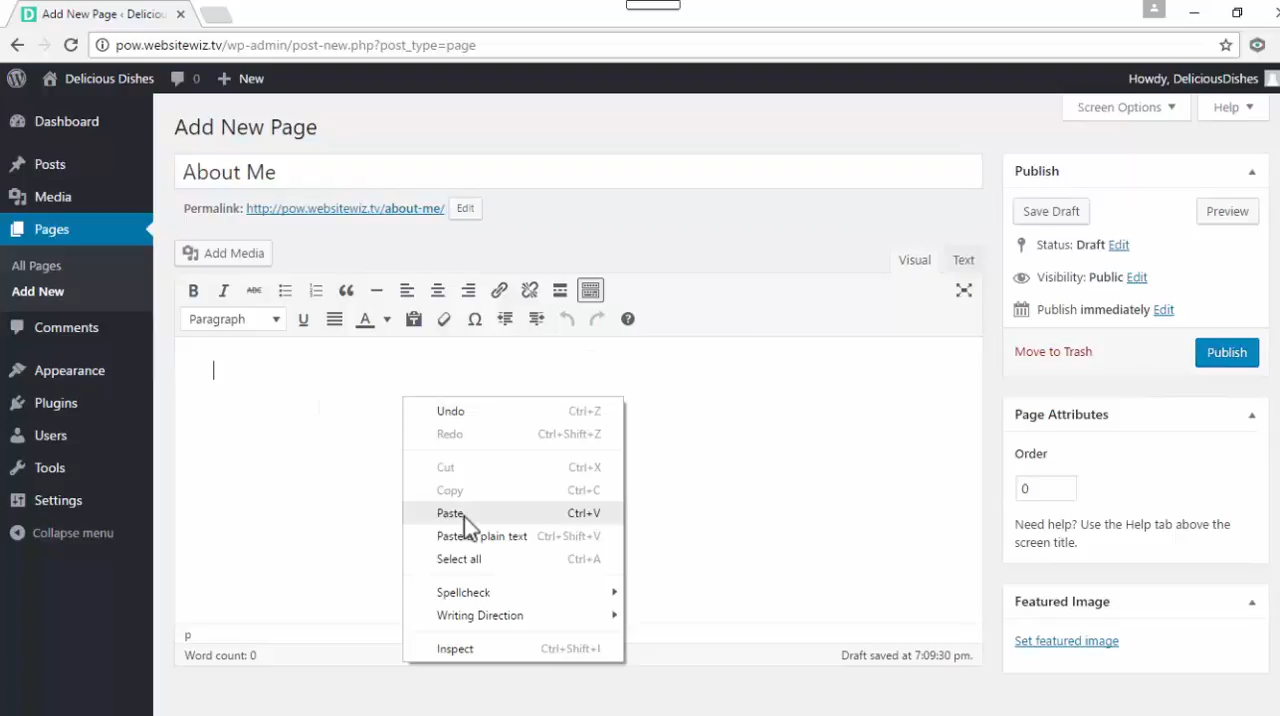 Add New Page ‹ Deliciou
pow.websitewiz.tv/wp-admin/post-new.php?post_type=page
Delicious Dishes 0 New Howdy, DeliciousDishes
Screen Options Help
Dashboard
Posts
Media
Pages
All Pages
Add New
Comments
Appearance
Plugins
Users
Tools
Settings
Collapse menu
Add New Page
About Me
Permalink: http://pow.websitewiz.tv/about-me/ Edit
Add Media
Visual Text
B I ABC
Paragraph U A
Undo Ctrl+Z
Redo Ctrl+Shift+Z
Cut Ctrl+X
Copy Ctrl+C
Paste Ctrl+V
Paste as plain text Ctrl+Shift+V
Select all Ctrl+A
Spellcheck
Writing Direction
Inspect Ctrl+Shift+I
p
Word count: 0 Draft saved at 7:09:30 pm.
Publish
Save Draft Preview
Status: Draft Edit
Visibility: Public Edit
Publish immediately Edit
Move to Trash Publish
Page Attributes
Order
0
Need help? Use the Help tab above the
screen title.
Featured Image
Set featured image